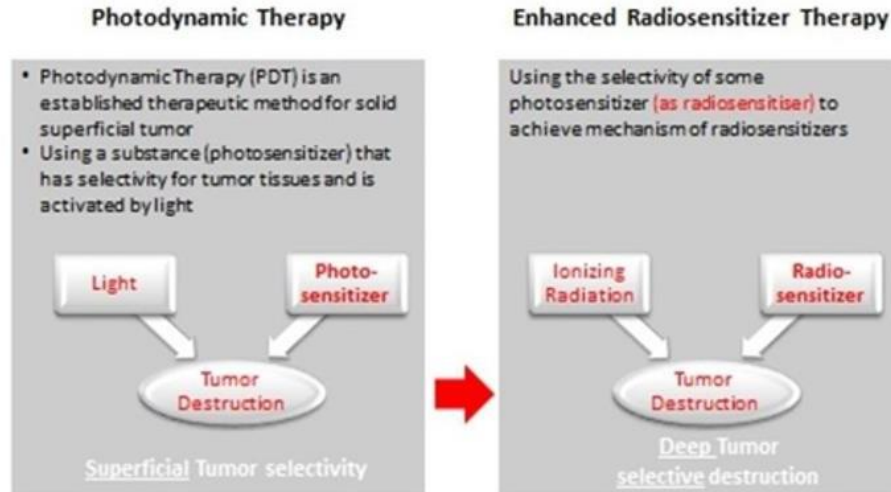 Photodynamic Therapy
• Photodynamic Therapy (PDT) is an
established therapeutic method for solid
superficial tumor
• Using a substance (photosensitizer) that
has selectivity for tumor tissues and is
activated by light
Light
Photo-
sensitizer
Tumor
Destruction
Superficial Tumor selectivity
Enhanced Radiosensitizer Therapy
Using the selectivity of some
photosensitizer (as radiosensitiser) to
achieve mechanism of radiosensitizers
Ionizing
Radiation
Radio-
sensitizer
Tumor
Destruction
Deep Tumor
selective destruction